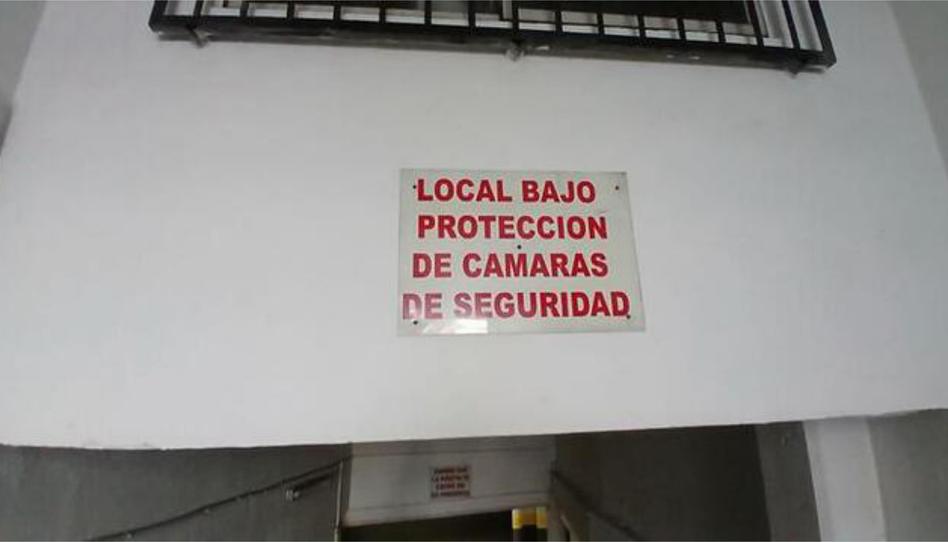 LOCAL BAJO
PROTECCION
DE CAMARAS
DE SEGURIDAD